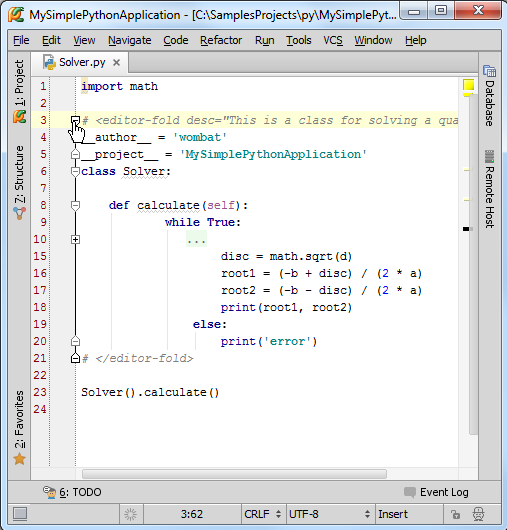 MySimplePythonApplication - [C:\SamplesProjects\py\MySimplePyt
File Edit View Navigate Code Refactor Run Tools VCS Window Help
1: Project
7: Structure
2: Favorites
Solver.py
1 import math
2
3 # <editor-fold desc="This is a class for solving a qua
4 __author__ = 'wombat'
5 __project__ = 'MySimplePythonApplication'
6 class Solver:
7
8 def calculate(self):
9 while True:
10 ...
15 disc = math.sqrt(d)
16 root1 = (-b + disc) / (2 * a)
17 root2 = (-b - disc) / (2 * a)
18 print(root1, root2)
19 else:
20 print('error')
21 # </editor-fold>
22
23 Solver().calculate()
24
Database
Remote Host
6: TODO Event Log
3:62 CRLF UTF-8 Insert